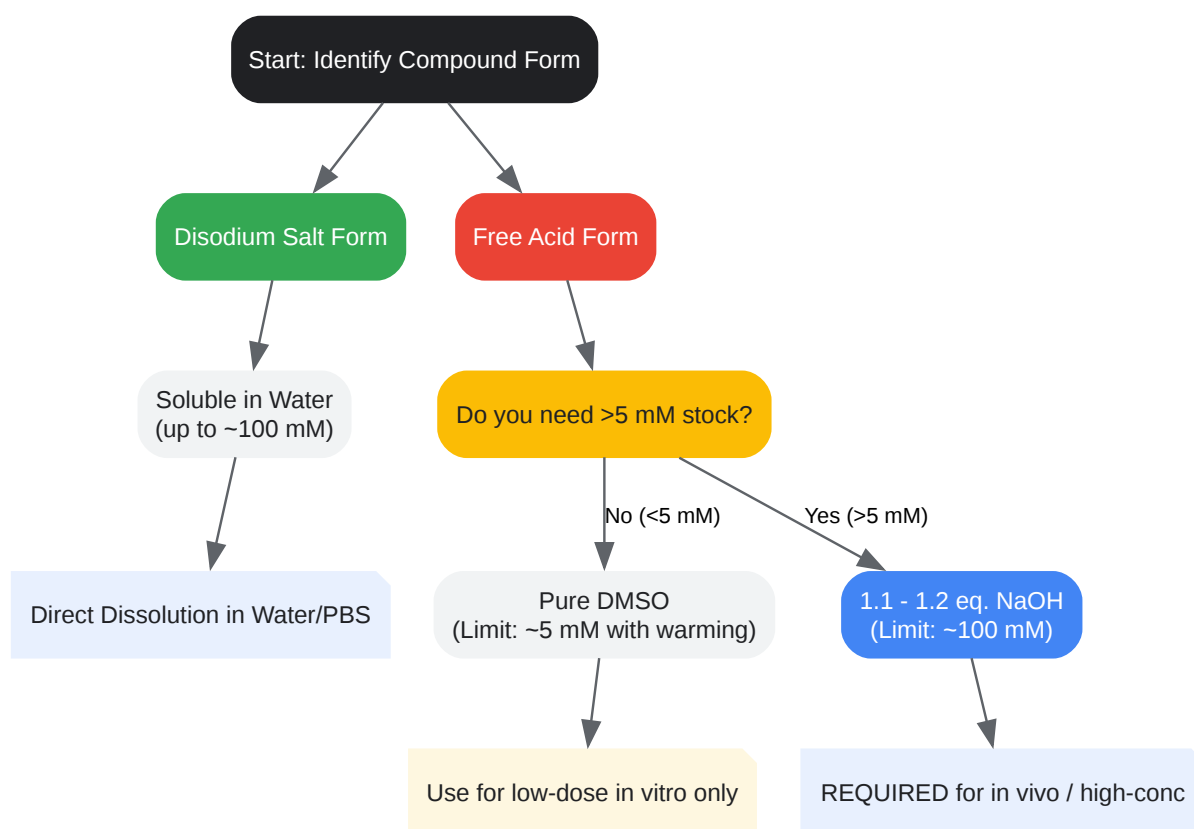 Start: Identify Compound Form
Disodium Salt Form
Free Acid Form
Soluble in Water
(up to ~100 mM)
Do you need >5 mM stock?
No (<5 mM)
Yes (>5 mM)
Direct Dissolution in Water/PBS
Pure DMSO
(Limit: ~5 mM with warming)
1.1 - 1.2 eq. NaOH
(Limit: ~100 mM)
Use for low-dose in vitro only
REQUIRED for in vivo / high-conc